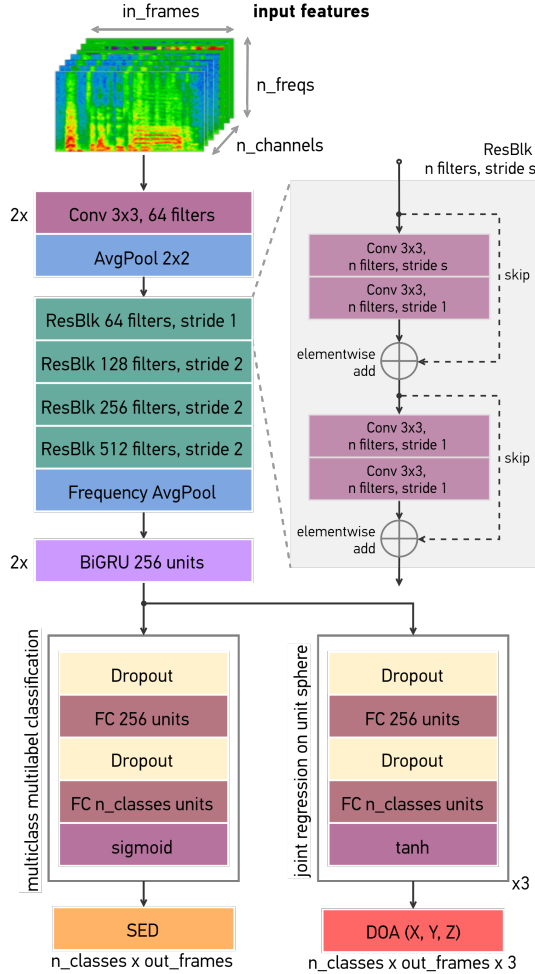 in_frames
input features
n_freqs
n_channels
2x
Conv 3x3, 64 filters
AvgPool 2x2
ResBlk 64 filters, stride 1
ResBlk 128 filters, stride 2
ResBlk 256 filters, stride 2
ResBlk 512 filters, stride 2
Frequency AvgPool
2x
BiGRU 256 units
ResBlk
n filters, stride s
Conv 3x3,
n filters, stride s
Conv 3x3,
n filters, stride 1
skip
elementwise
add
Conv 3x3,
n filters, stride 1
Conv 3x3,
n filters, stride 1
skip
elementwise
add
multiclass multilabel classification
Dropout
FC 256 units
Dropout
FC n_classes units
sigmoid
SED
n_classes x out_frames
joint regression on unit sphere
Dropout
FC 256 units
Dropout
FC n_classes units
tanh
x3
DOA (X, Y, Z)
n_classes x out_frames x 3